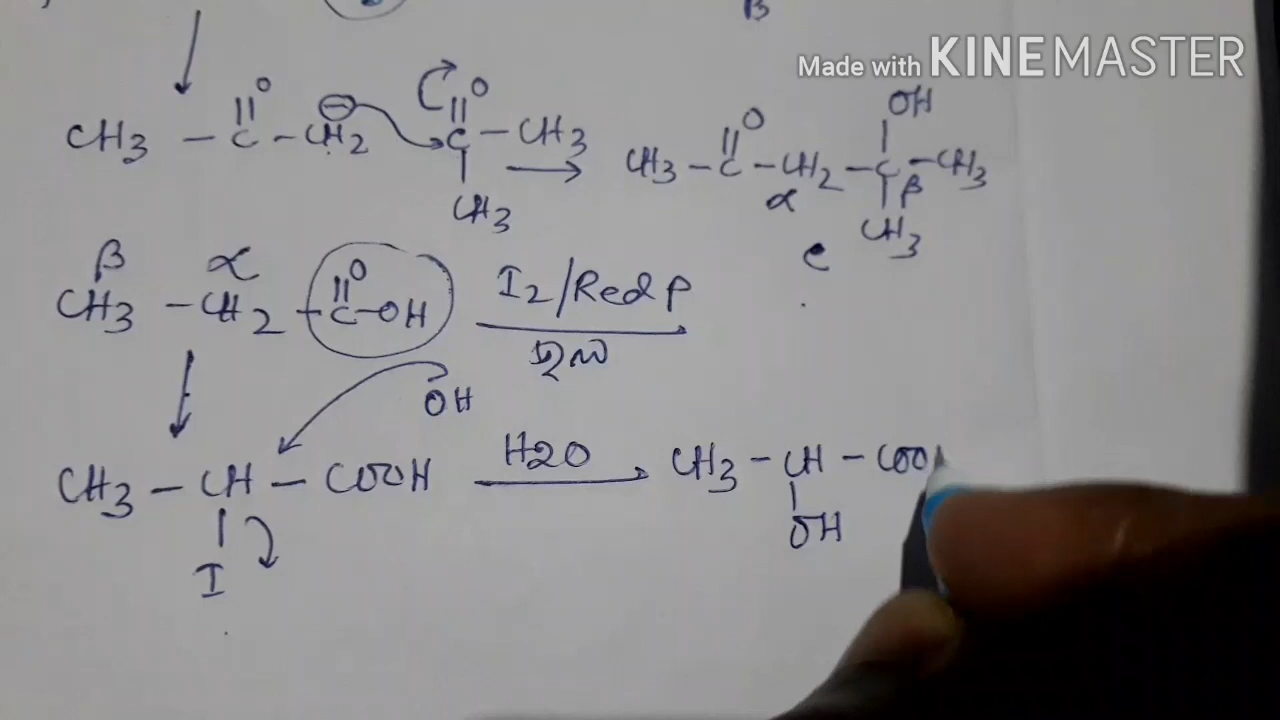 β
Made with KINEMASTER
O ⊖ O OH
CH3 - C - CH2 C - CH3 → CH3 - C - CH2 - C - CH3
O
α β
CH3 CH3
β α
e
O
CH3 - CH2 - C - OH I2/Red P
OH
CH3 - CH - COOH H2O → CH3 - CH - COO
I OH